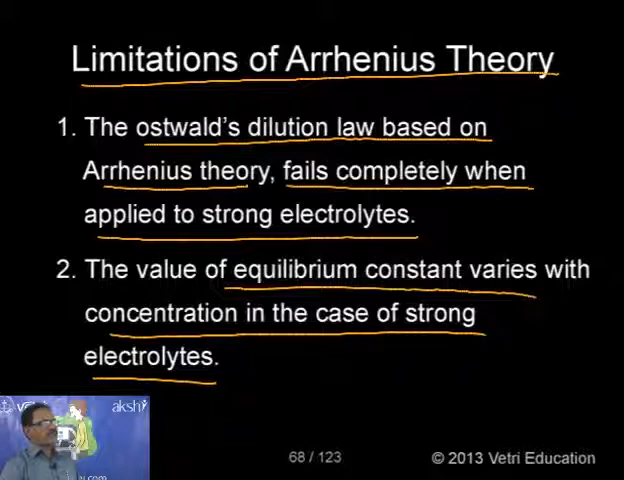 Limitations of Arrhenius Theory
1. The ostwald's dilution law based on
Arrhenius theory, fails completely when
applied to strong electrolytes.
2. The value of equilibrium constant varies with
concentration in the case of strong
electrolytes.
akshi
68 / 123
© 2013 Vetri Education